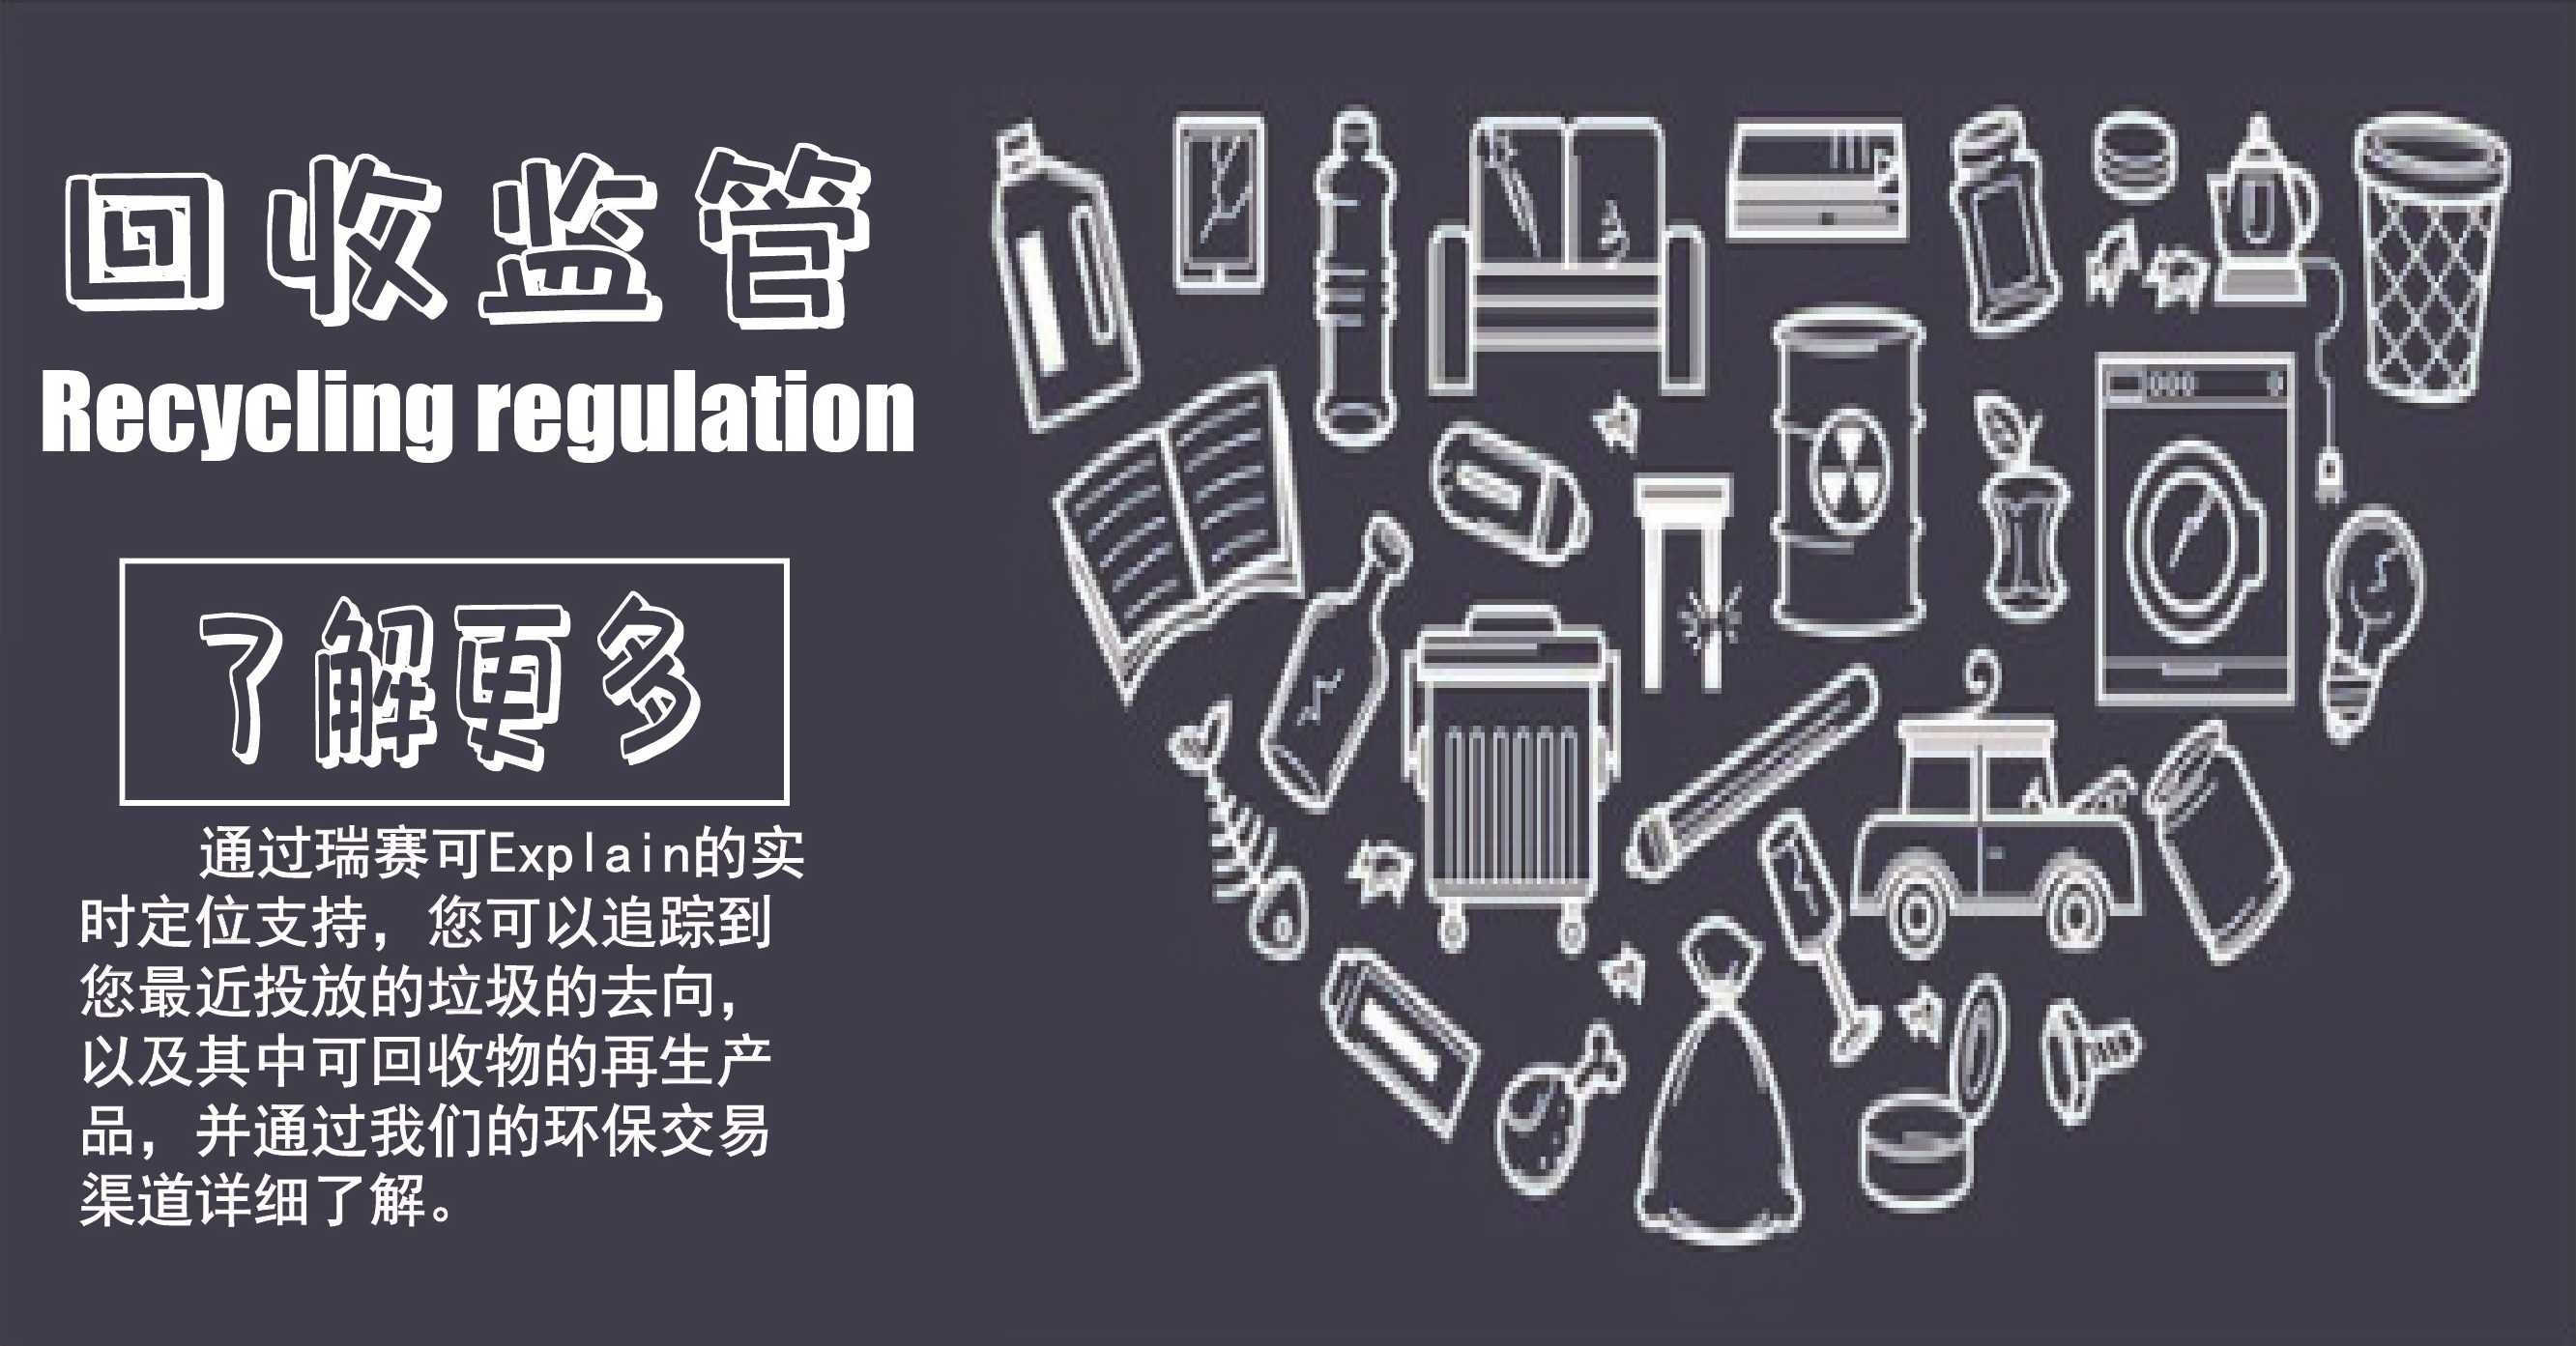 回收监管
Recycling regulation
了解更多
通过瑞赛可Explain的实
时定位支持，您可以追踪到
您最近投放的垃圾的去向，
以及其中可回收物的再生产
品，并通过我们的环保交易
渠道详细了解。